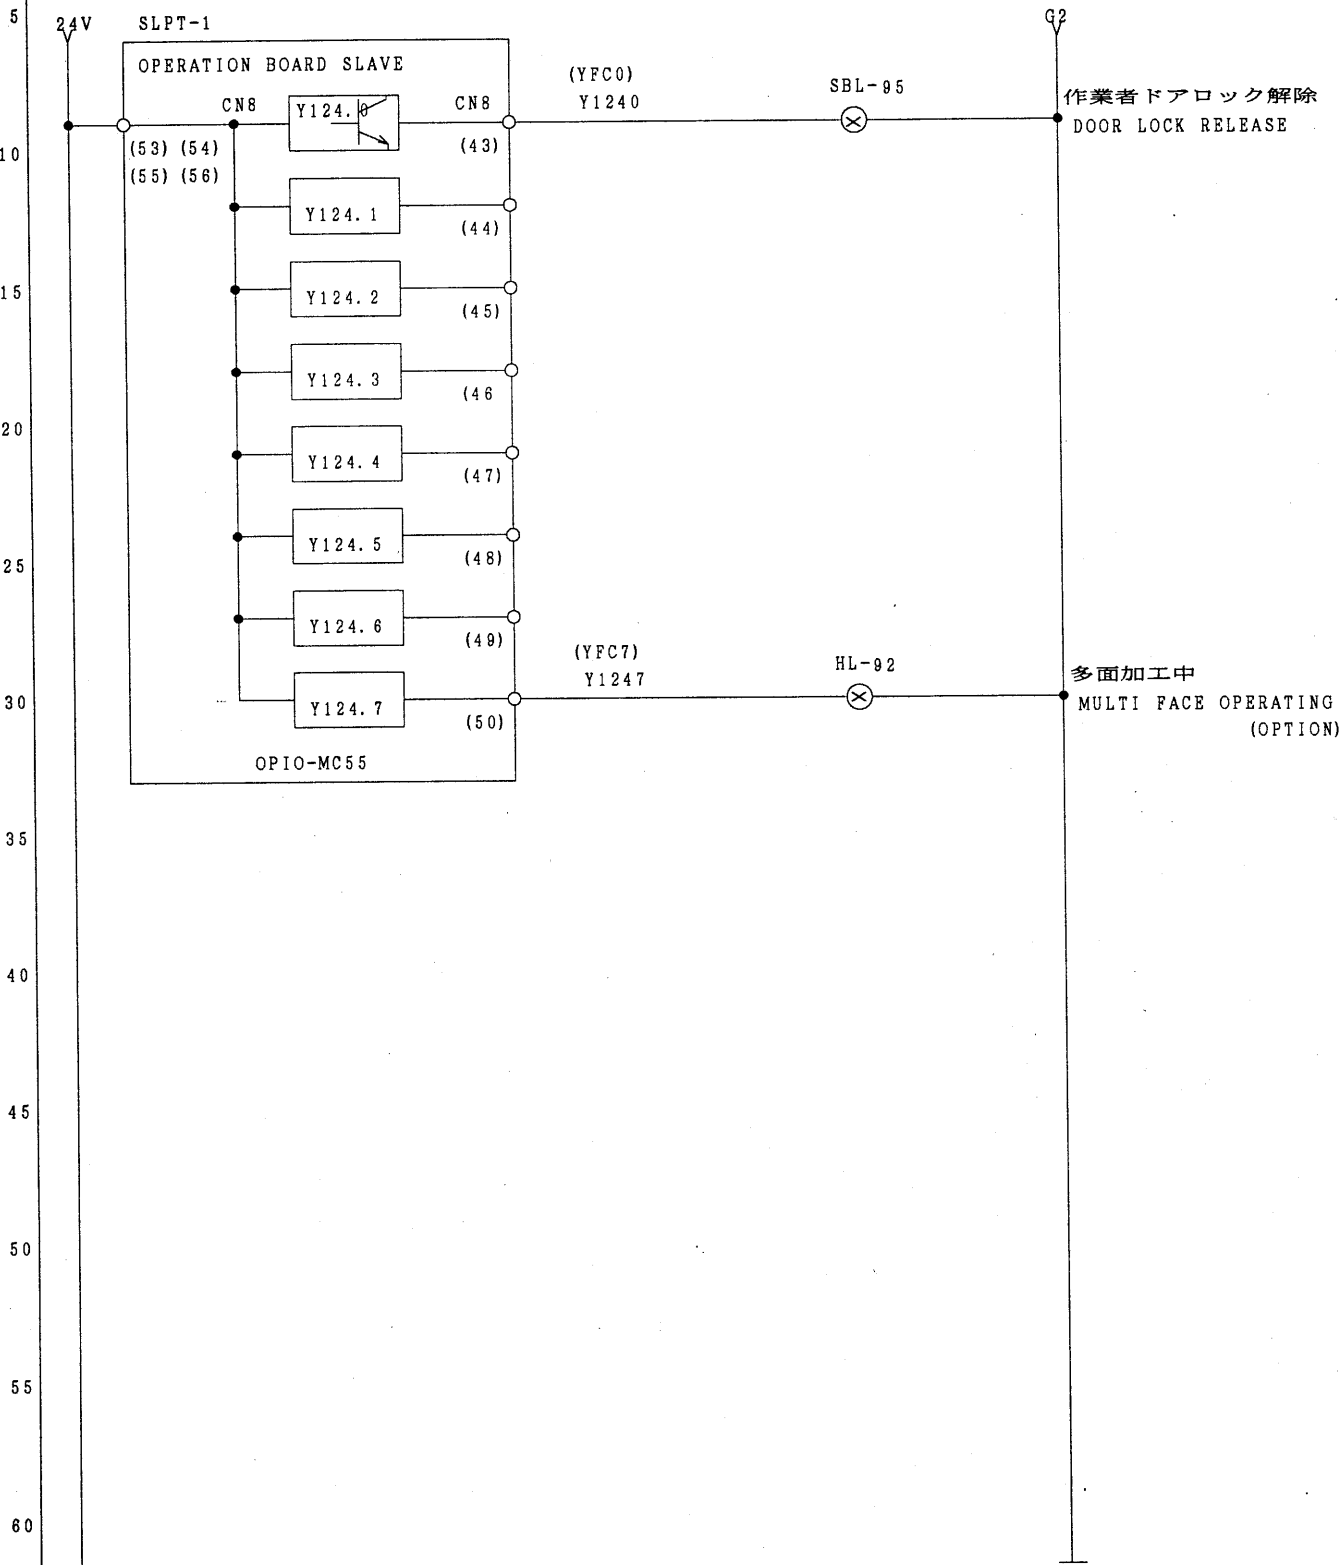 5
24V
SLPT-1
G2
OPERATION BOARD SLAVE
(YFC0)
Y1240
SBL-95
作業者ドアロック解除
DOOR LOCK RELEASE
CN8
Y124.0
CN8
10
(53) (54)
(55) (56)
(43)
Y124.1
(44)
15
Y124.2
(45)
Y124.3
(46
20
Y124.4
(47)
25
Y124.5
(48)
Y124.6
(49)
(YFC7)
Y1247
HL-92
多面加工中
MULTI FACE OPERATING
(OPTION)
30
Y124.7
(50)
OPIO-MC55
35
40
45
50
55
60